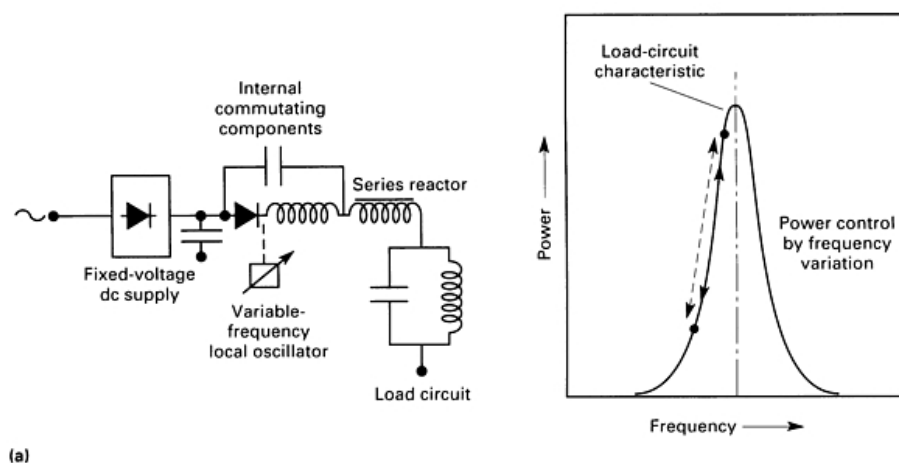 Internal
commutating
components
Series reactor
Fixed-voltage
dc supply
Variable-
frequency
local oscillator
Load circuit
Load-circuit
characteristic
Power
Power control
by frequency
variation
Frequency
(a)